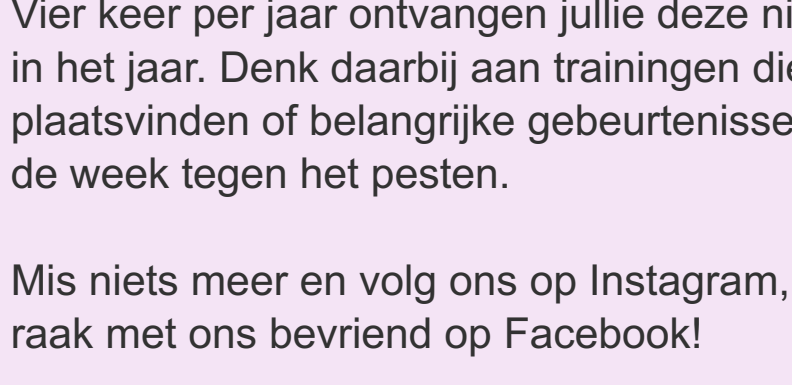 Vier keer per jaar ontvangen jullie deze
in het jaar. Denk daarbij aan trainingen
plaatsvinden of belangrijke
de week tegen het pesten.
Mis niets meer en volg ons op Instagram,
raak met ons bevriend op Facebook!